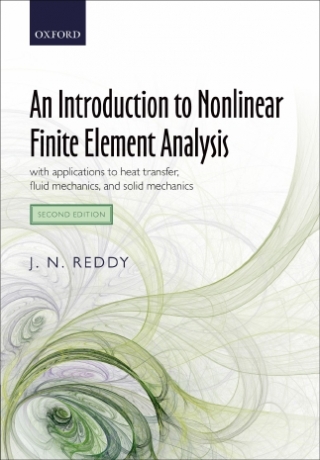 OXFORD
An Introduction to Nonlinear
Finite Element Analysis
with applications to heat transfer,
fluid mechanics, and solid mechanics
SECOND EDITION
J. N. REDDY